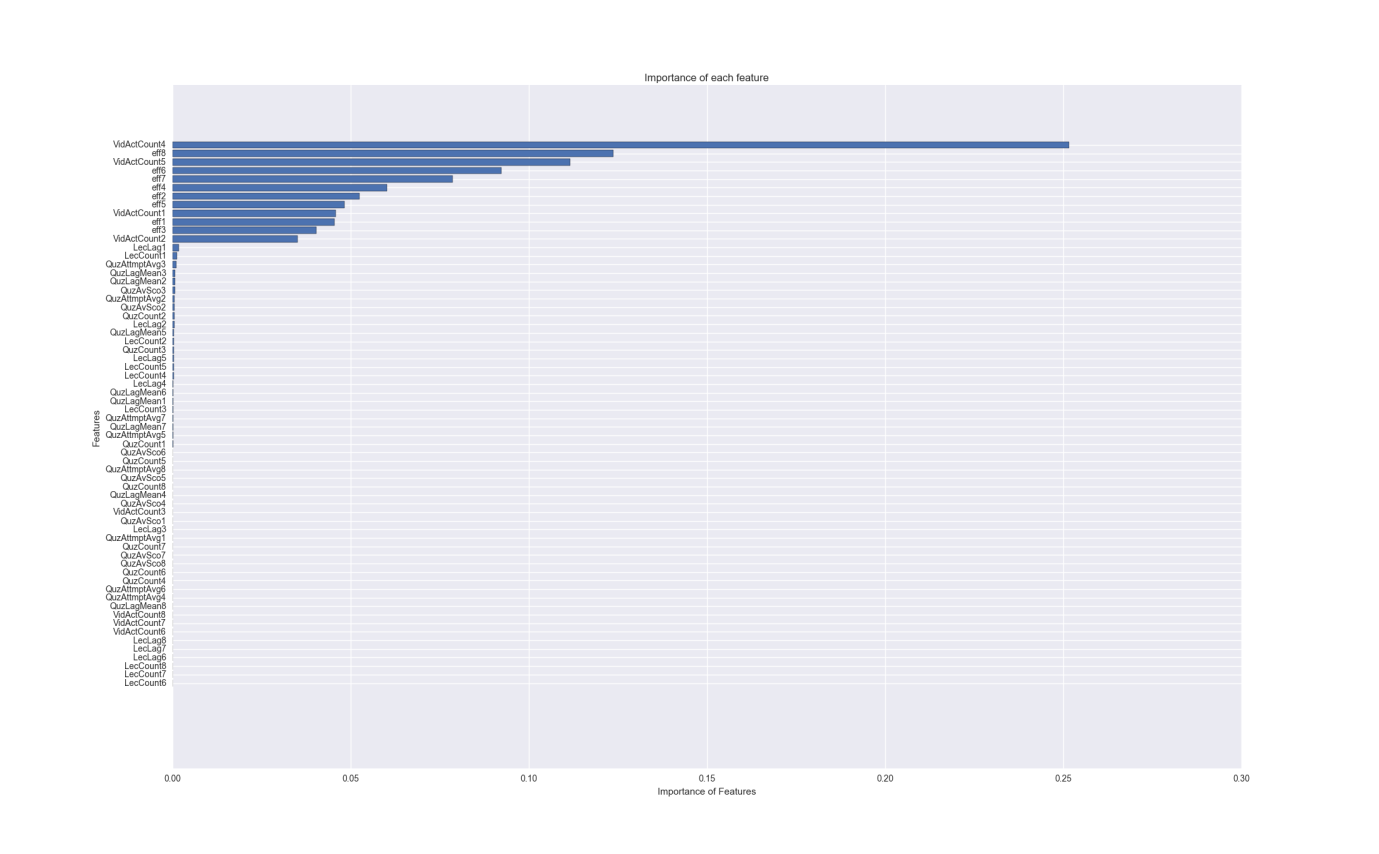 Importance of each feature
VidActCount4
eff8
VidActCount5
eff6
eff7
eff4
eff2
eff5
VidActCount1
eff1
eff3
VidActCount2
LecLag1
LecCount1
QuzAttmptAvg3
QuzLagMean3
QuzLagMean2
QuzAvSco3
QuzAttmptAvg2
QuzAvSco2
QuzCount2
LecLag2
QuzLagMean5
LecCount2
QuzCount3
LecLag5
LecCount5
LecCount4
LecLag4
QuzLagMean6
QuzLagMean1
LecCount3
QuzAttmptAvg7
QuzLagMean7
QuzAttmptAvg5
QuzCount1
QuzAvSco6
QuzCount5
QuzAttmptAvg8
QuzAvSco5
QuzCount8
QuzLagMean4
QuzAvSco4
VidActCount3
QuzAvSco1
LecLag3
QuzAttmptAvg1
QuzCount7
QuzAvSco7
QuzAvSco8
QuzCount6
QuzCount4
QuzAttmptAvg6
QuzAttmptAvg4
QuzLagMean8
VidActCount8
VidActCount7
VidActCount6
LecLag8
LecLag7
LecLag6
LecCount8
LecCount7
LecCount6
Features
0.00 0.05 0.10 0.15 0.20 0.25 0.30
Importance of Features